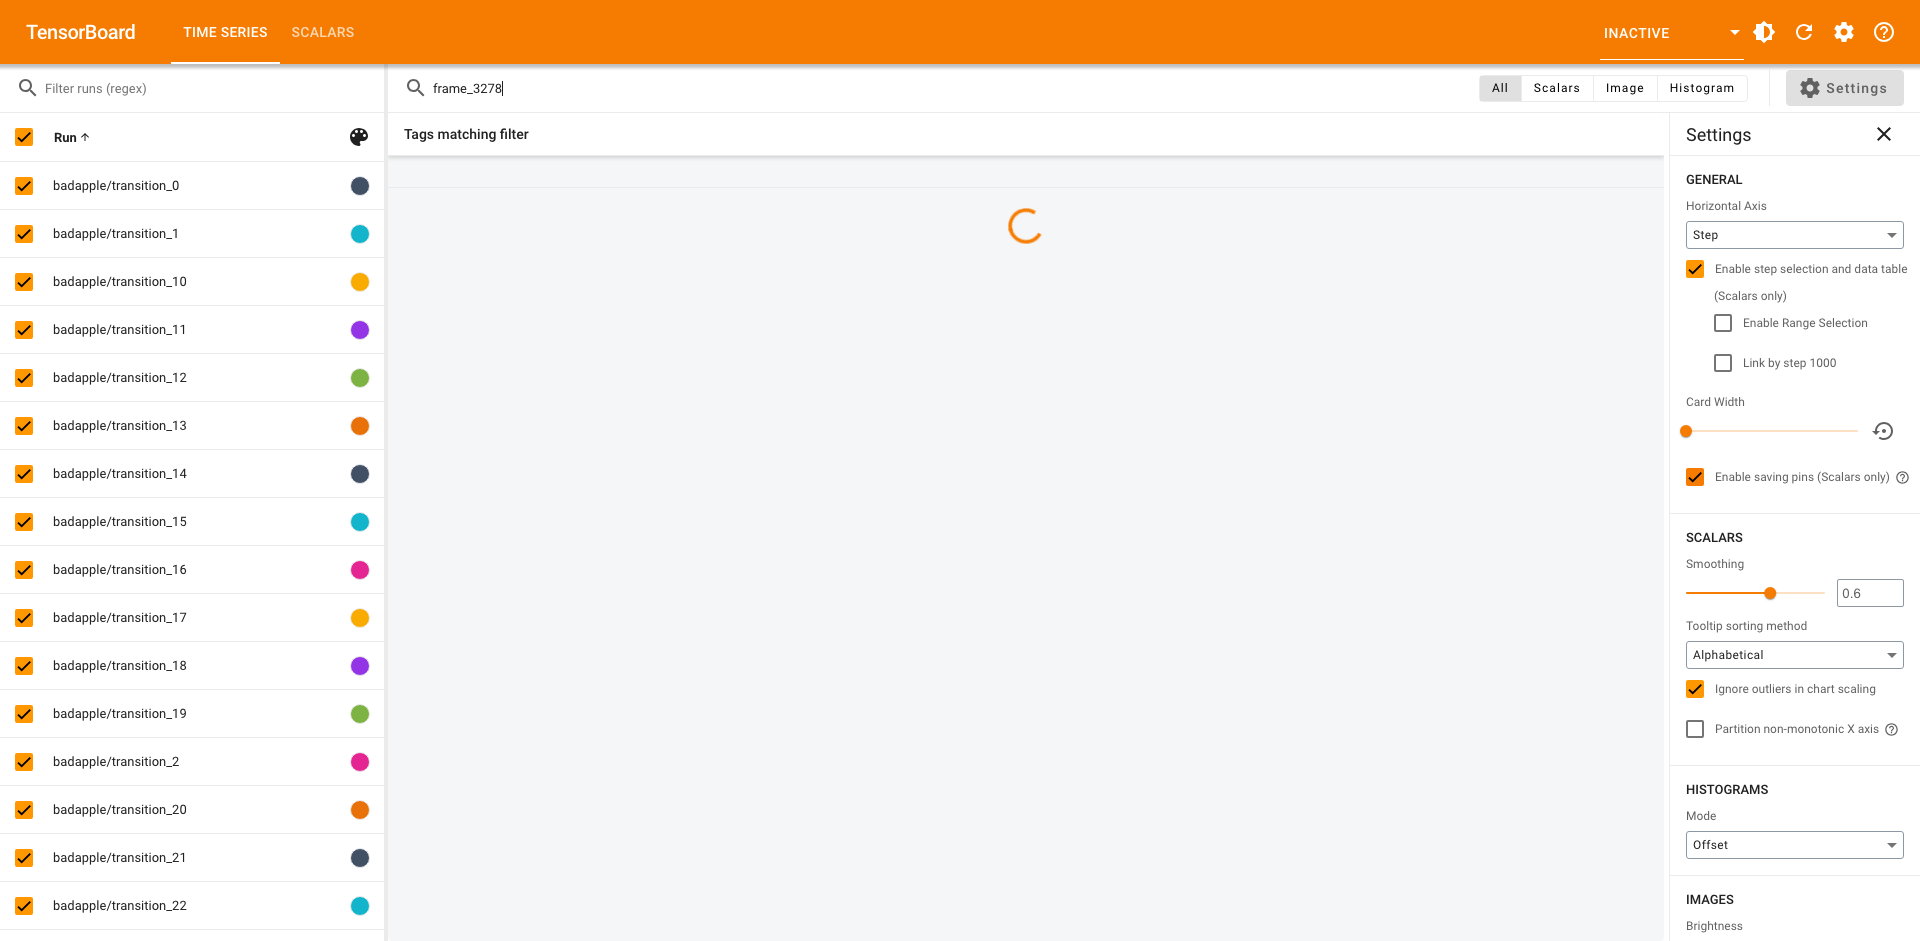 TensorBoard
TIME SERIES
SCALARS
INACTIVE
Filter runs (regex)
frame_3278
All
Scalars
Image
Histogram
Settings
Run
badapple/transition_0
badapple/transition_1
badapple/transition_10
badapple/transition_11
badapple/transition_12
badapple/transition_13
badapple/transition_14
badapple/transition_15
badapple/transition_16
badapple/transition_17
badapple/transition_18
badapple/transition_19
badapple/transition_2
badapple/transition_20
badapple/transition_21
badapple/transition_22
Tags matching filter
Settings
GENERAL
Horizontal Axis
Step
Enable step selection and data table
(Scalars only)
Enable Range Selection
Link by step 1000
Card Width
Enable saving pins (Scalars only)
SCALARS
Smoothing
0.6
Tooltip sorting method
Alphabetical
Ignore outliers in chart scaling
Partition non-monotonic X axis
HISTOGRAMS
Mode
Offset
IMAGES
Brightness